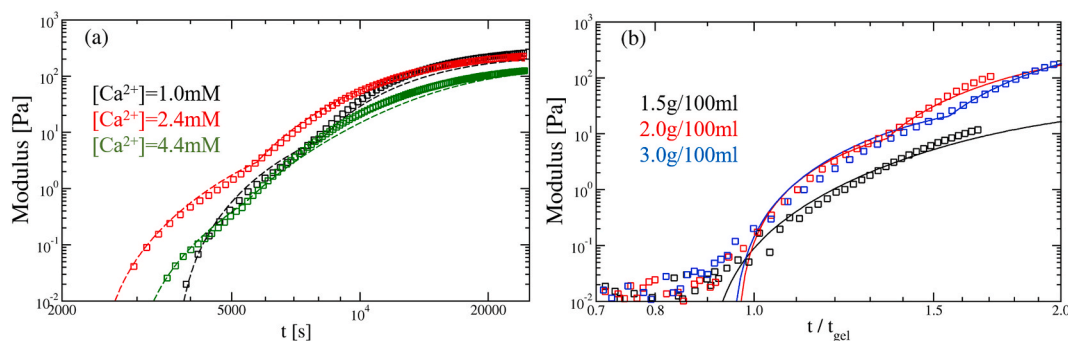 (a)
[Ca²⁺]=1.0mM
[Ca²⁺]=2.4mM
[Ca²⁺]=4.4mM
Modulus [Pa]
10³
10²
10¹
10⁰
10⁻¹
10⁻²
2000
5000
10⁴
20000
t [s]
(b)
1.5g/100ml
2.0g/100ml
3.0g/100ml
Modulus [Pa]
10³
10²
10¹
10⁰
10⁻¹
10⁻²
0.7
0.8
1.0
1.5
2.0
t / t_gel